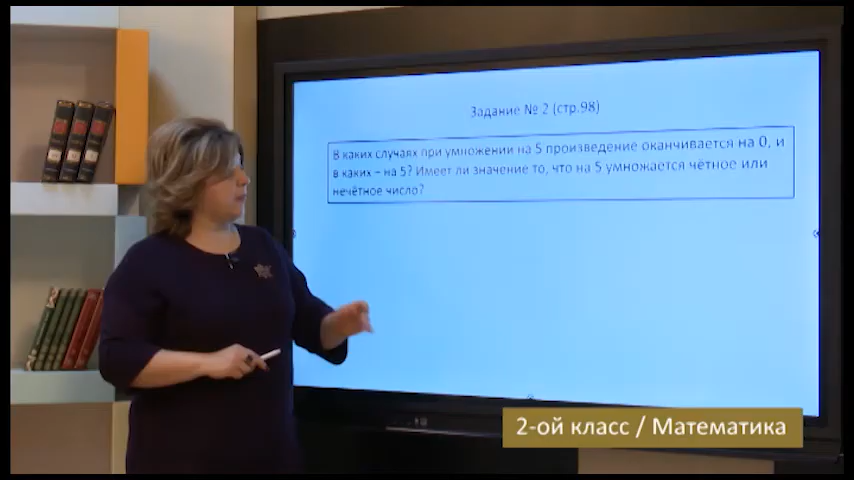 Задание № 2 (стр.98)
В каких случаях при умножении на 5 произведение оканчивается на 0, и
в каких – на 5? Имеет ли значение то, что на 5 умножается чётное или
нечётное число?
2-ой класс / Математика